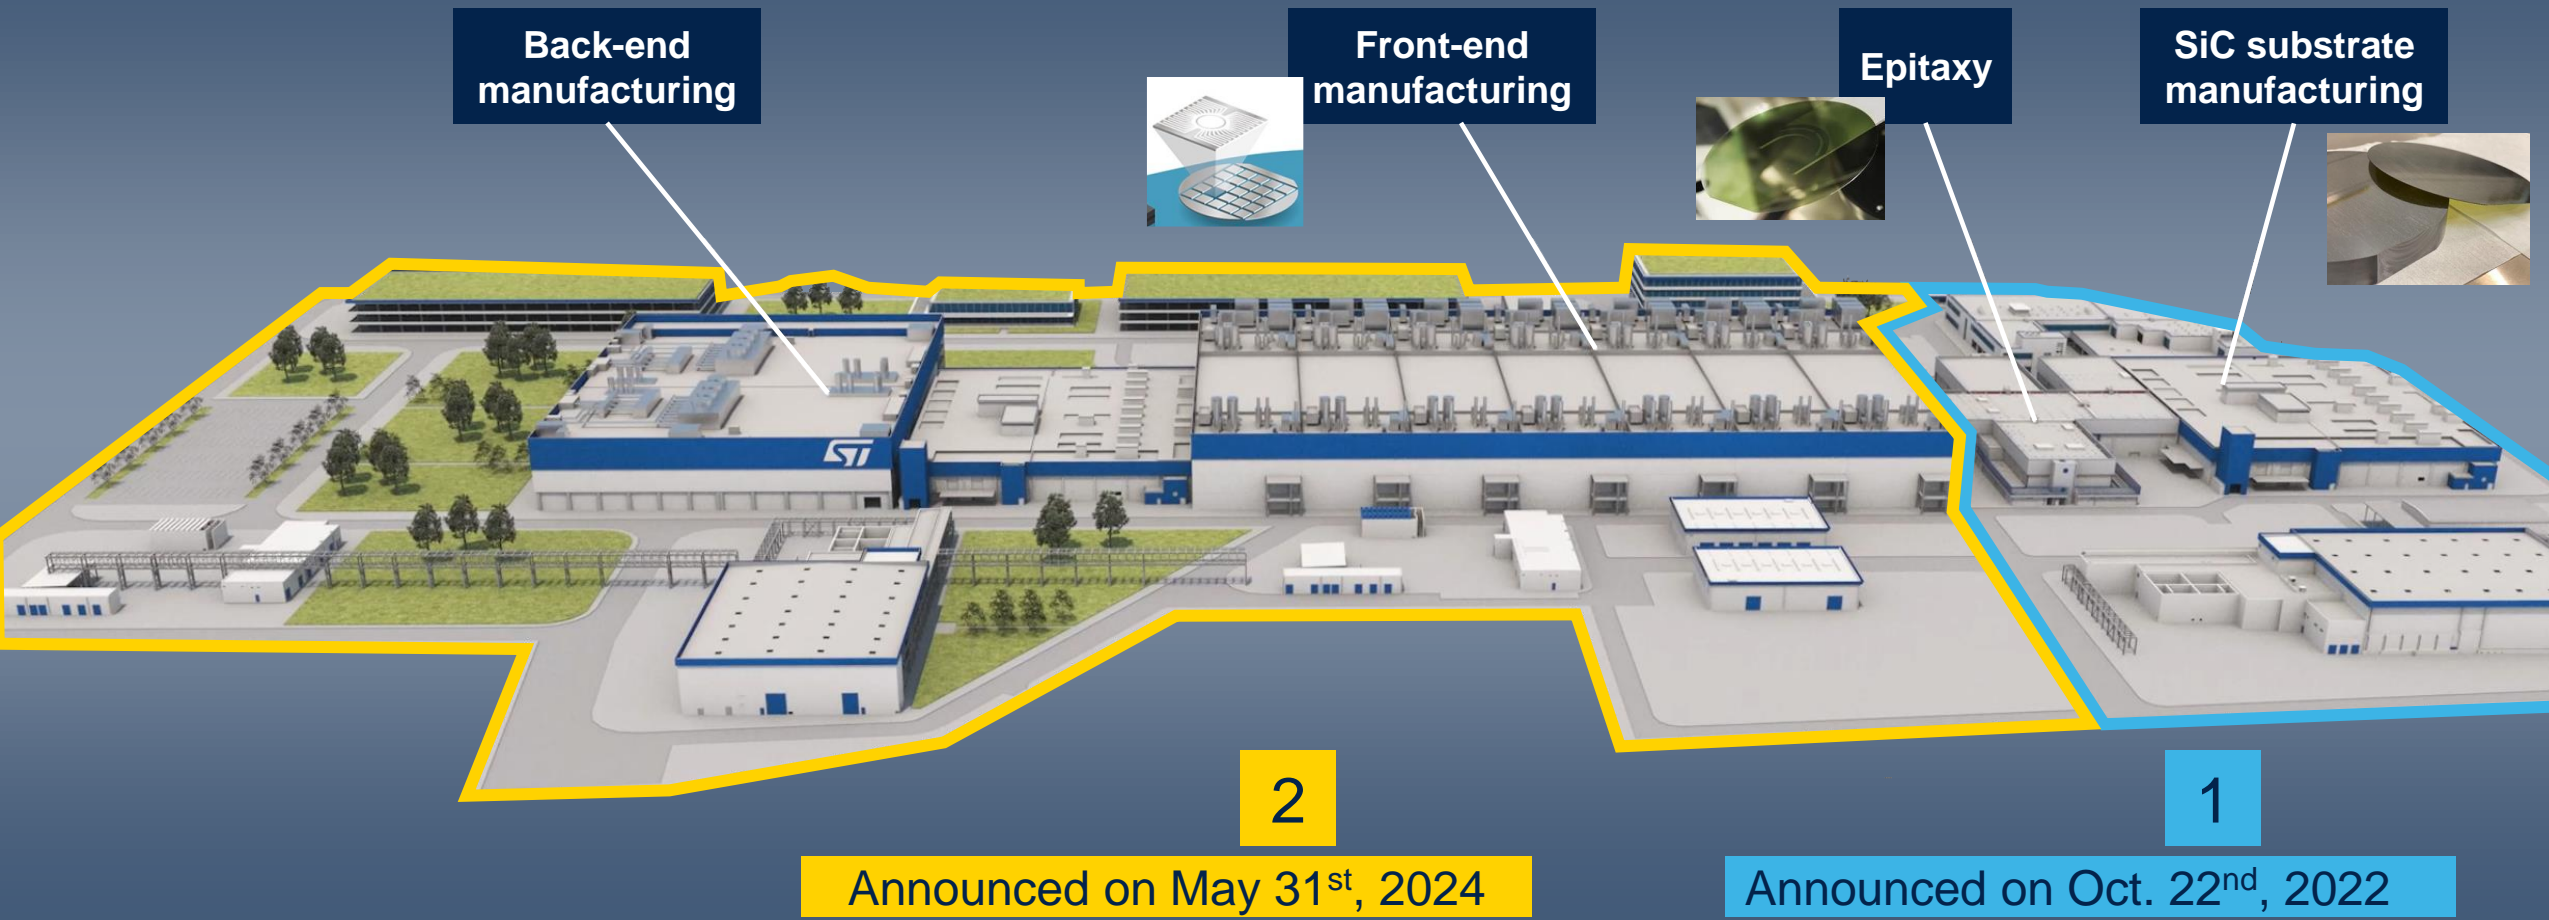 Back-end
manufacturing
Front-end
manufacturing
Epitaxy
SiC substrate
manufacturing
ST
2
1
Announced on May 31st, 2024
Announced on Oct. 22nd, 2022